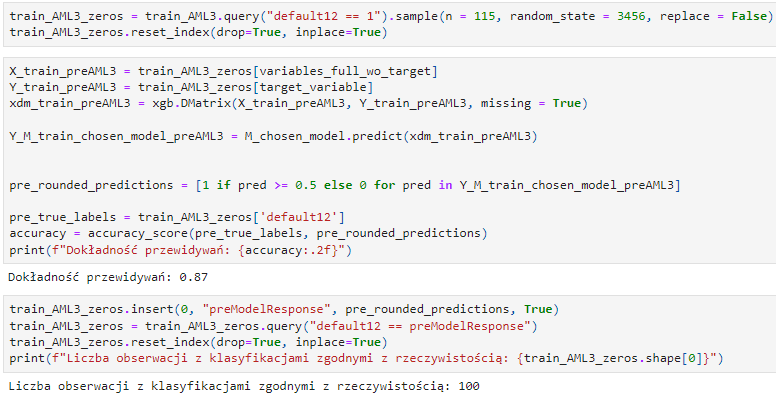 train_AML3_zeros = train_AML3.query("default12 == 1").sample(n = 115, random_state = 3456, replace = False)
train_AML3_zeros.reset_index(drop=True, inplace=True)
X_train_preAML3 = train_AML3_zeros[variables_full_wo_target]
Y_train_preAML3 = train_AML3_zeros[target_variable]
xdm_train_preAML3 = xgb.DMatrix(X_train_preAML3, Y_train_preAML3, missing = True)
Y_M_train_chosen_model_preAML3 = M_chosen_model.predict(xdm_train_preAML3)
pre_rounded_predictions = [1 if pred >= 0.5 else 0 for pred in Y_M_train_chosen_model_preAML3]
pre_true_labels = train_AML3_zeros['default12']
accuracy = accuracy_score(pre_true_labels, pre_rounded_predictions)
print(f"Dokładność przewidywań: {accuracy:.2f}")
Dokładność przewidywań: 0.87
train_AML3_zeros.insert(0, "preModelResponse", pre_rounded_predictions, True)
train_AML3_zeros = train_AML3_zeros.query("default12 == preModelResponse")
train_AML3_zeros.reset_index(drop=True, inplace=True)
print(f"Liczba obserwacji z klasyfikacjami zgodnymi z rzeczywistością: {train_AML3_zeros.shape[0]}")
Liczba obserwacji z klasyfikacjami zgodnymi z rzeczywistością: 100